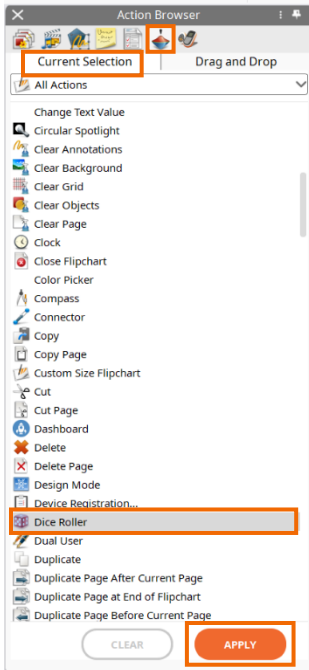 Action Browser
Current Selection
Drag and Drop
All Actions
Change Text Value
Circular Spotlight
Clear Annotations
Clear Background
Clear Grid
Clear Objects
Clear Page
Clock
Close Flipchart
Color Picker
Compass
Connector
Copy
Copy Page
Custom Size Flipchart
Cut
Cut Page
Dashboard
Delete
Delete Page
Design Mode
Device Registration...
Dice Roller
Dual User
Duplicate
Duplicate Page After Current Page
Duplicate Page at End of Flipchart
Duplicate Page Before Current Page
CLEAR
APPLY